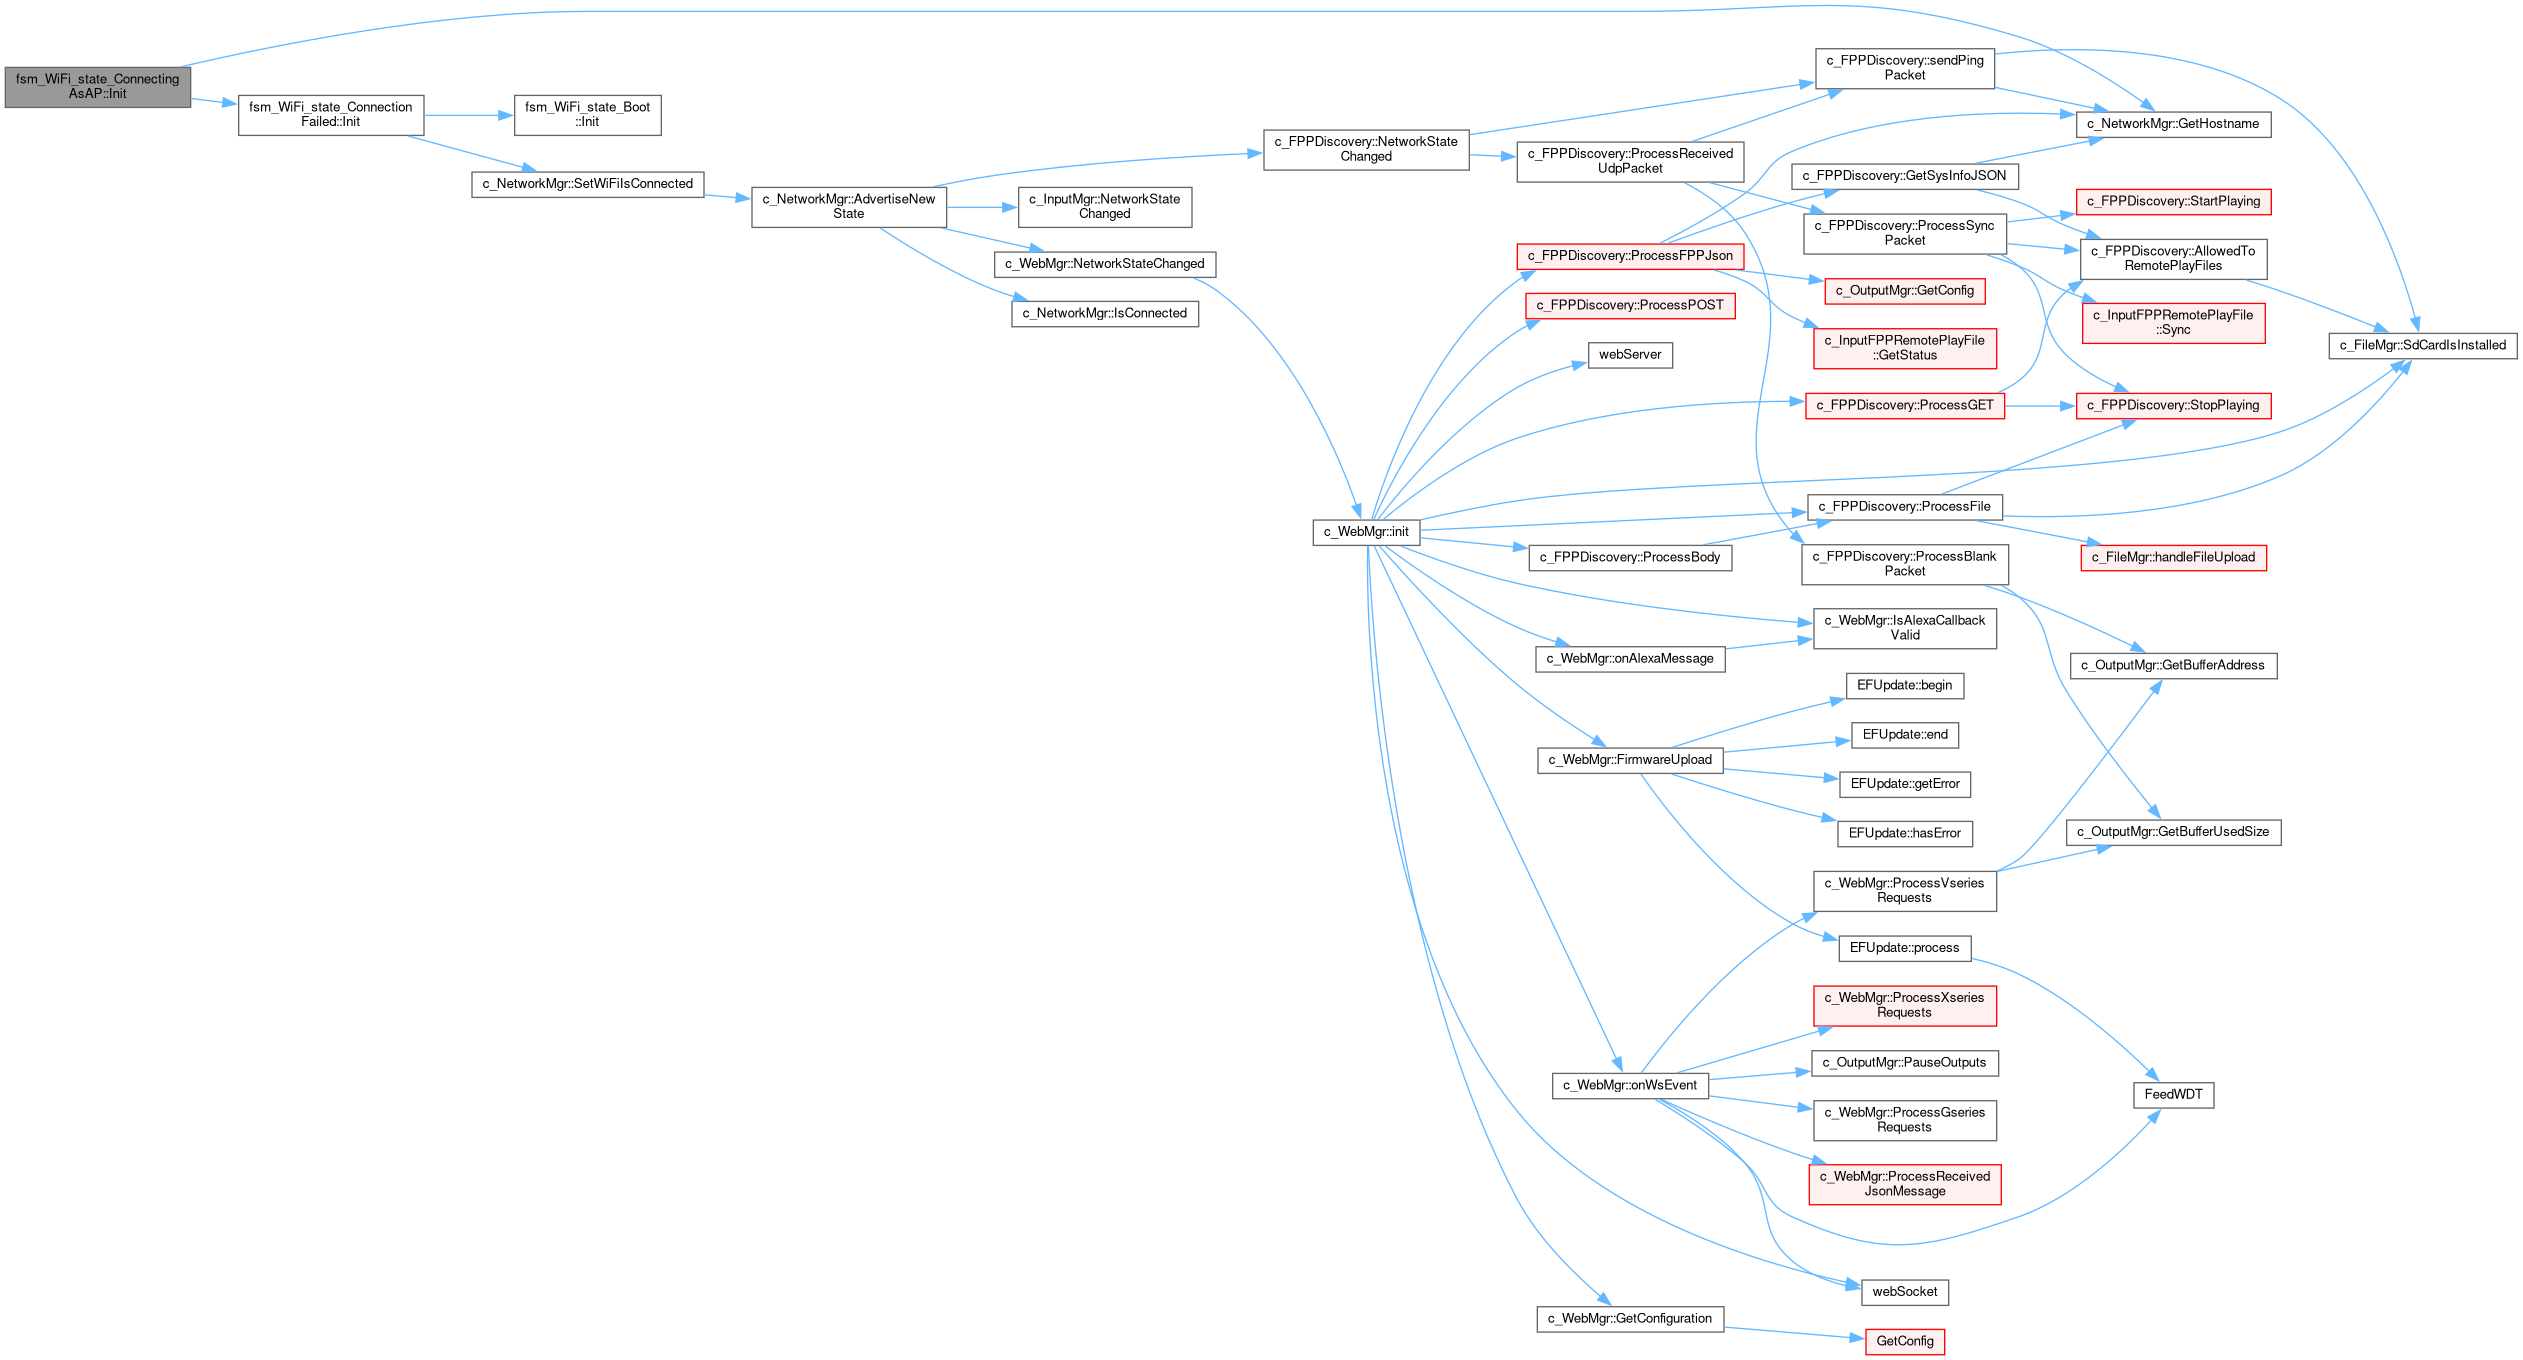 fsm_WiFi_state_Connecting
AsAP::Init
fsm_WiFi_state_Connection
Failed::Init
fsm_WiFi_state_Boot
::Init
c_NetworkMgr::SetWiFiIsConnected
c_NetworkMgr::AdvertiseNew
State
c_FPPDiscovery::NetworkState
Changed
c_InputMgr::NetworkState
Changed
c_WebMgr::NetworkStateChanged
c_NetworkMgr::IsConnected
c_WebMgr::init
c_FPPDiscovery::ProcessReceived
UdpPacket
c_FPPDiscovery::ProcessFPPJson
c_FPPDiscovery::ProcessPOST
webServer
c_FPPDiscovery::ProcessBody
c_WebMgr::onAlexaMessage
c_WebMgr::FirmwareUpload
c_WebMgr::onWsEvent
c_WebMgr::GetConfiguration
c_FPPDiscovery::sendPing
Packet
c_FPPDiscovery::GetSysInfoJSON
c_FPPDiscovery::ProcessSync
Packet
c_OutputMgr::GetConfig
c_InputFPPRemotePlayFile
::GetStatus
c_FPPDiscovery::ProcessGET
c_FPPDiscovery::ProcessFile
c_FPPDiscovery::ProcessBlank
Packet
c_WebMgr::IsAlexaCallback
Valid
EFUpdate::begin
EFUpdate::end
EFUpdate::getError
EFUpdate::hasError
c_WebMgr::ProcessVseries
Requests
EFUpdate::process
c_WebMgr::ProcessXseries
Requests
c_OutputMgr::PauseOutputs
c_WebMgr::ProcessGseries
Requests
c_WebMgr::ProcessReceived
JsonMessage
webSocket
GetConfig
c_NetworkMgr::GetHostname
c_FPPDiscovery::StartPlaying
c_FPPDiscovery::AllowedTo
RemotePlayFiles
c_InputFPPRemotePlayFile
::Sync
c_FPPDiscovery::StopPlaying
c_FileMgr::handleFileUpload
c_OutputMgr::GetBufferAddress
c_OutputMgr::GetBufferUsedSize
FeedWDT
c_FileMgr::SdCardIsInstalled